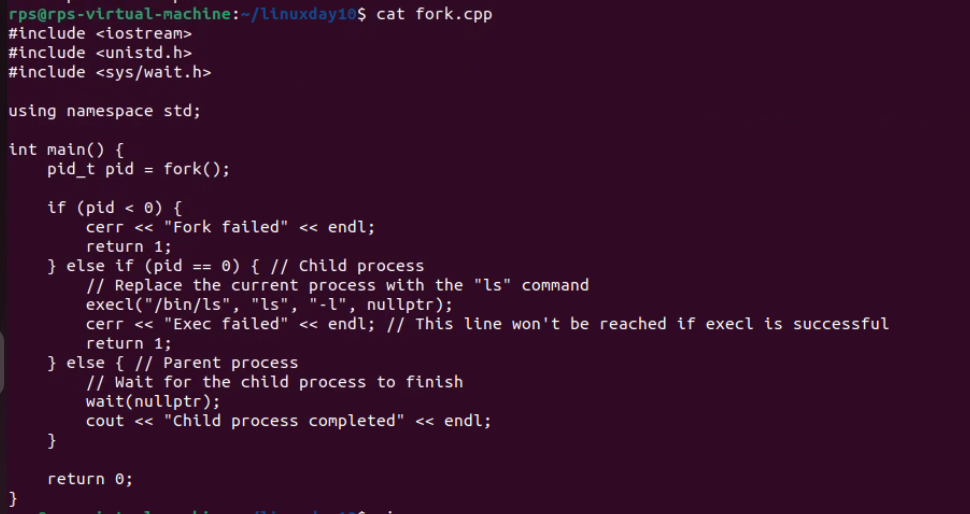 rps@rps-virtual-machine:~/linuxday10$ cat fork.cpp
#include <iostream>
#include <unistd.h>
#include <sys/wait.h>
using namespace std;
int main() {
    pid_t pid = fork();
    if (pid < 0) {
        cerr << "Fork failed" << endl;
        return 1;
    } else if (pid == 0) { // Child process
        // Replace the current process with the "ls" command
        execl("/bin/ls", "ls", "-l", nullptr);
        cerr << "Exec failed" << endl; // This line won't be reached if execl is successful
        return 1;
    } else { // Parent process
        // Wait for the child process to finish
        wait(nullptr);
        cout << "Child process completed" << endl;
    }
    return 0;
}